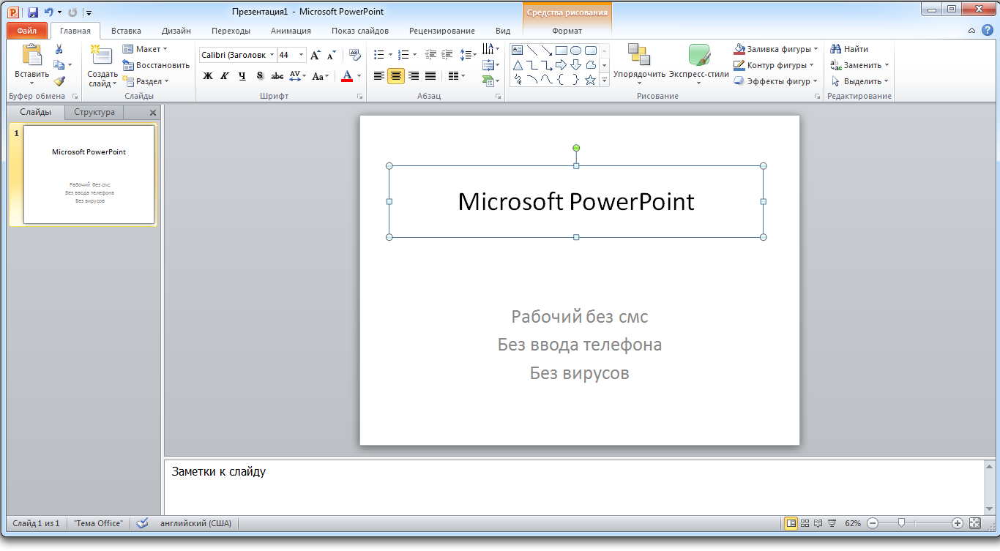 Презентация1 - Microsoft PowerPoint
Средства рисования
Файл
Главная
Вставка
Дизайн
Переходы
Анимация
Показ слайдов
Рецензирование
Вид
Формат
Вставить
Буфер обмена
Создать слайд
Макет
Восстановить
Раздел
Слайды
Calibri (Заголовк
44
Ж К Ч S abc AV Aa А
Шрифт
Абзац
Упорядочить
Экспресс-стили
Заливка фигуры
Контур фигуры
Эффекты фигур
Рисование
Найти
Заменить
Выделить
Редактирование
Слайды
Структура
1
Microsoft PowerPoint
Рабочий без смс
Без ввода телефона
Без вирусов
Microsoft PowerPoint
Рабочий без смс
Без ввода телефона
Без вирусов
Заметки к слайду
Слайд 1 из 1
"Тема Office"
английский (США)
62%